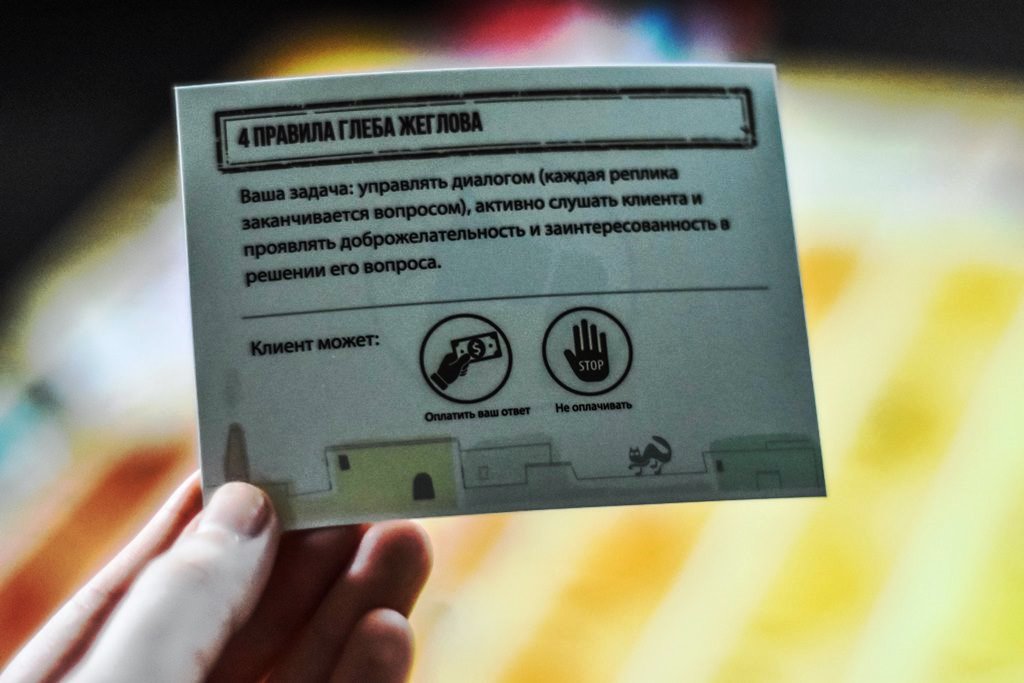 4 ПРАВИЛА ГЛЕБА ЖЕГЛОВА
Ваша задача: управлять диалогом (каждая реплика
заканчивается вопросом), активно слушать клиента и
проявлять доброжелательность и заинтересованность в
решении его вопроса.
Клиент может:
STOP
Оплатить ваш ответ
Не оплачивать